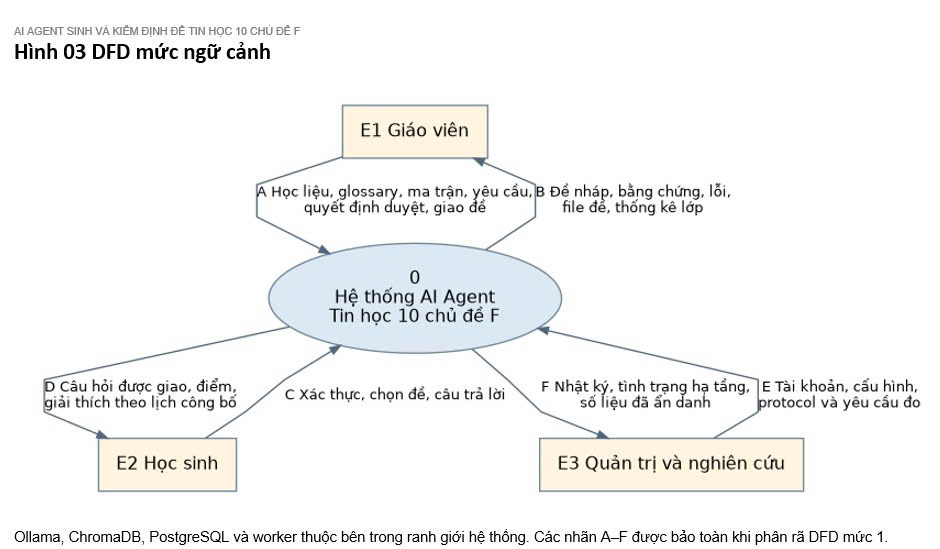 AI AGENT SINH VÀ KIỂM ĐỊNH ĐỀ TIN HỌC 10 CHỦ ĐỀ F
Hình 03 DFD mức ngữ cảnh
E1 Giáo viên
A Học liệu, glossary, ma trận, yêu cầu,
quyết định duyệt, giao đề
B Đề nháp, bằng chứng, lỗi,
file đề, thống kê lớp
0
Hệ thống AI Agent
Tin học 10 chủ đề F
D Câu hỏi được giao, điểm,
giải thích theo lịch công bố
C Xác thực, chọn đề, câu trả lời
F Nhật ký, tình trạng hạ tầng,
số liệu đã ẩn danh
E Tài khoản, cấu hình,
protocol và yêu cầu đo
E2 Học sinh
E3 Quản trị và nghiên cứu
Ollama, ChromaDB, PostgreSQL và worker thuộc bên trong ranh giới hệ thống. Các nhãn A–F được bảo toàn khi phân rã DFD mức 1.